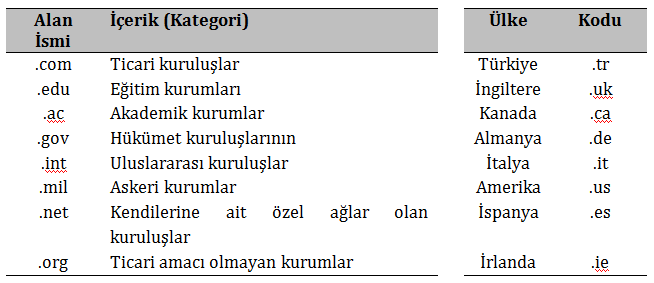 Alan İsmi İçerik (Kategori)
.com Ticari kuruluşlar
.edu Eğitim kurumları
.ac Akademik kurumlar
.gov Hükümet kuruluşlarının
.int Uluslararası kuruluşlar
.mil Askeri kurumlar
.net Kendilerine ait özel ağlar olan
kuruluşlar
.org Ticari amacı olmayan kurumlar
Ülke Kodu
Türkiye .tr
İngiltere .uk
Kanada .ca
Almanya .de
İtalya .it
Amerika .us
İspanya .es
İrlanda .ie